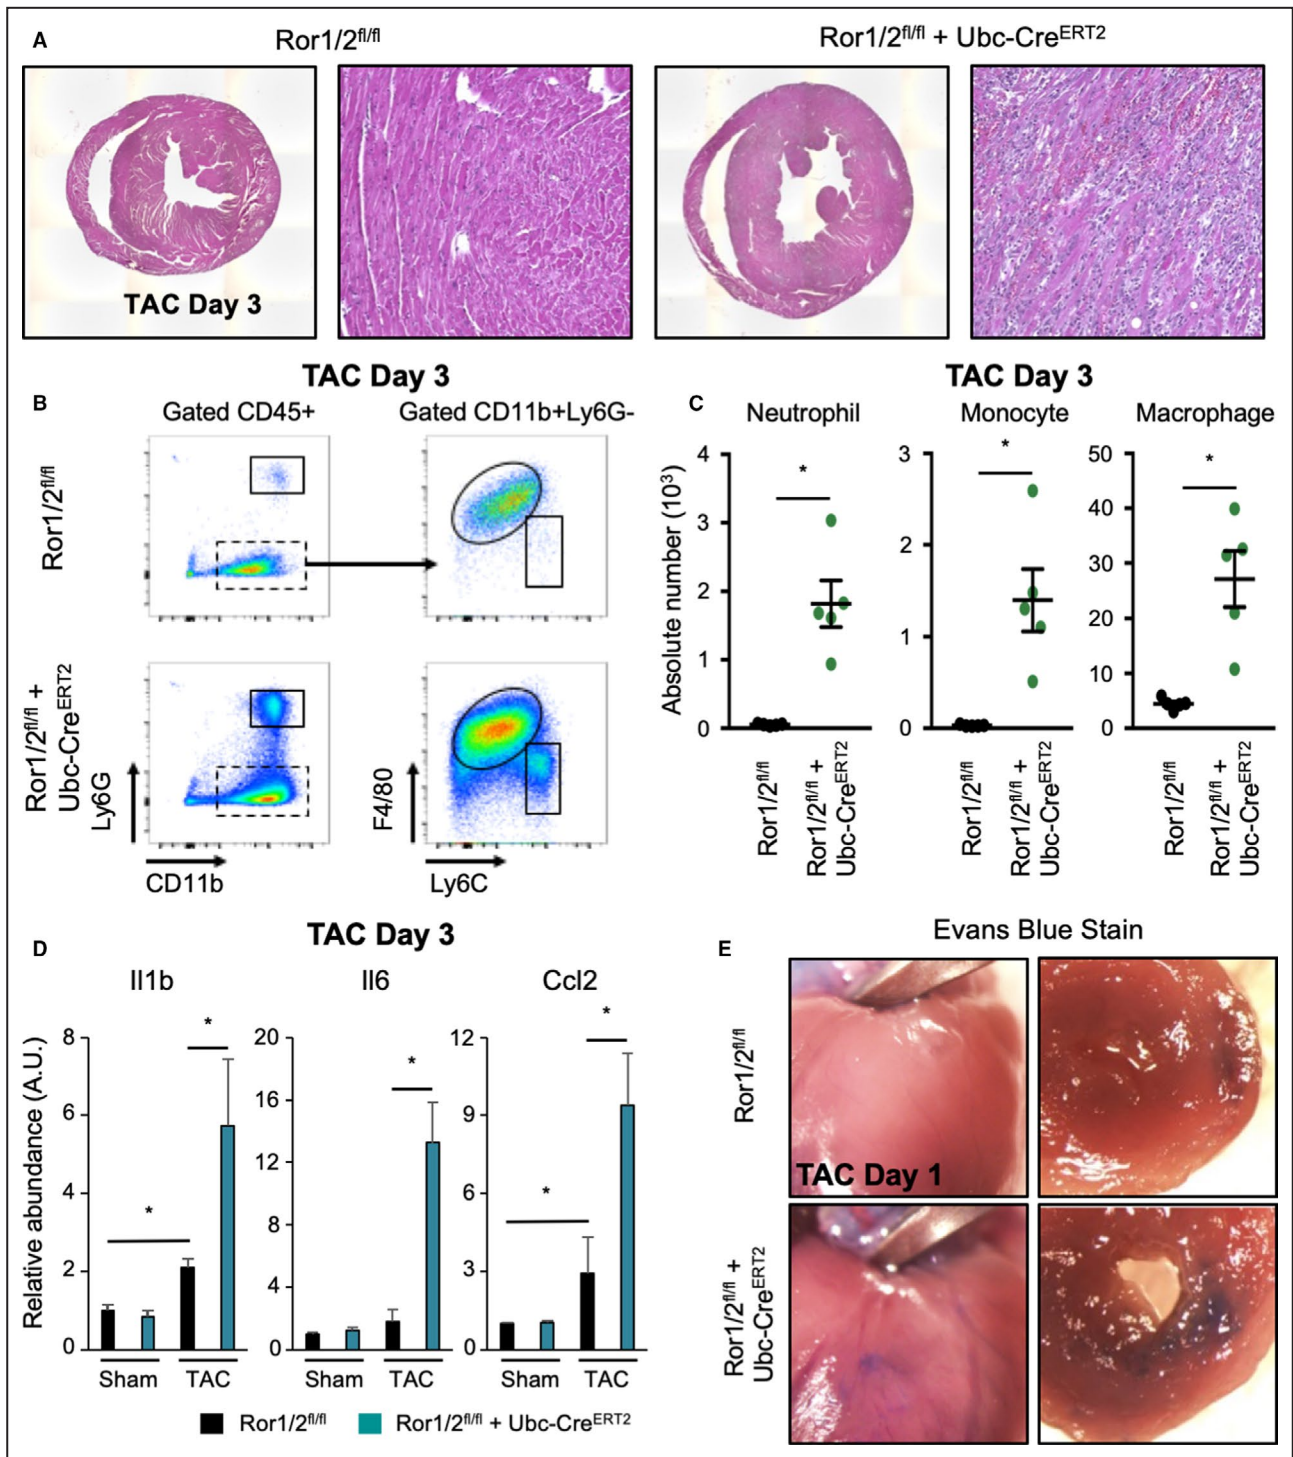 A
Ror1/2fl/fl
Ror1/2fl/fl + Ubc-CreERT2
TAC Day 3
B
TAC Day 3
Gated CD45+
Gated CD11b+Ly6G-
Ror1/2fl/fl
Ror1/2fl/fl +
Ubc-CreERT2
Ly6G
CD11b
F4/80
Ly6C
C
TAC Day 3
Neutrophil
Monocyte
Macrophage
Absolute number (10³)
4
3
2
1
0
*
Ror1/2fl/fl
Ror1/2fl/fl +
Ubc-CreERT2
3
2
1
0
*
Ror1/2fl/fl
Ror1/2fl/fl +
Ubc-CreERT2
50
40
30
20
10
0
*
Ror1/2fl/fl
Ror1/2fl/fl +
Ubc-CreERT2
D
TAC Day 3
Il1b
Il6
Ccl2
Relative abundance (A.U.)
8
6
4
2
0
*
*
Sham
TAC
20
16
12
8
4
0
*
Sham
TAC
12
9
6
3
0
*
*
Sham
TAC
Ror1/2fl/fl
Ror1/2fl/fl + Ubc-CreERT2
E
Evans Blue Stain
Ror1/2fl/fl
TAC Day 1
Ror1/2fl/fl +
Ubc-CreERT2